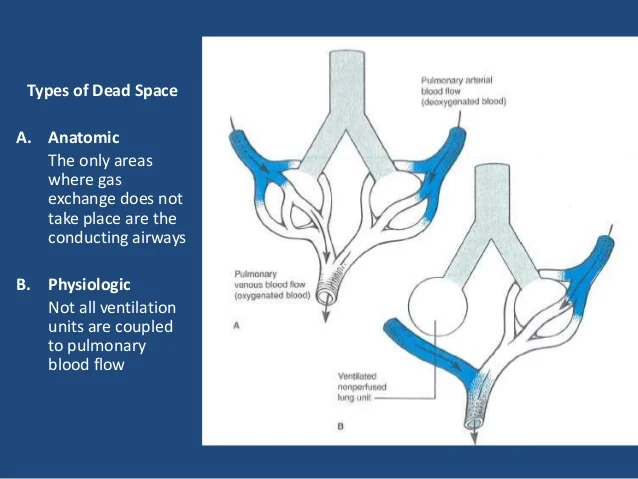 Types of Dead Space
A. Anatomic
The only areas
where gas
exchange does not
take place are the
conducting airways
B. Physiologic
Not all ventilation
units are coupled
to pulmonary
blood flow
Pulmonary arterial
blood flow
(deoxygenated blood)
Pulmonary
venous blood flow
(oxygenated blood)
A
Ventilated
nonperfused
lung unit
B